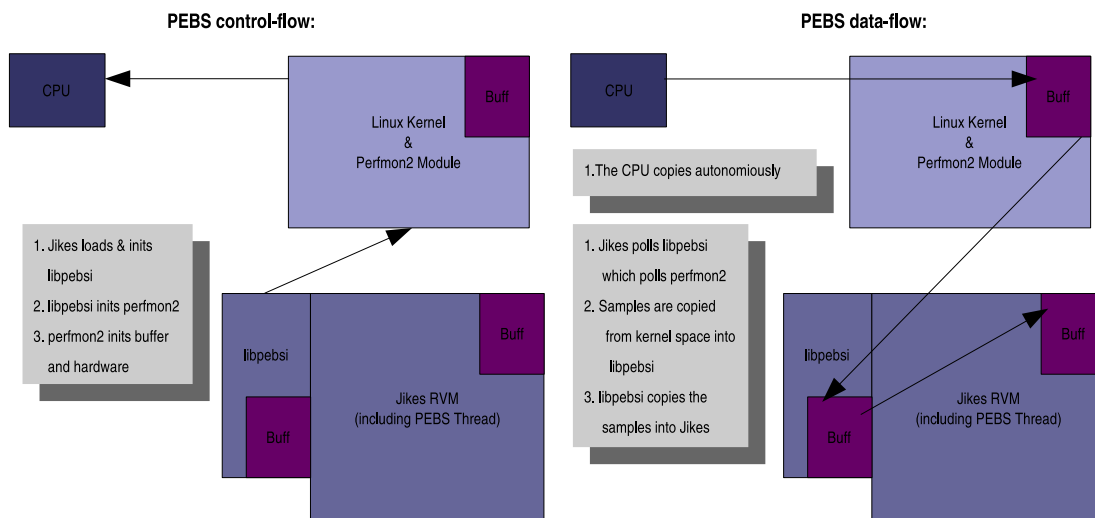 PEBS control-flow:
CPU
Buff
Linux Kernel
&
Perfmon2 Module
1. Jikes loads & inits
libpebsi
2. libpebsi inits perfmon2
3. perfmon2 inits buffer
and hardware
libpebsi
Buff
Buff
Jikes RVM
(including PEBS Thread)
PEBS data-flow:
CPU
Buff
Linux Kernel
&
Perfmon2 Module
1.The CPU copies autonomiously
1. Jikes polls libpebsi
which polls perfmon2
2. Samples are copied
from kernel space into
libpebsi
3. libpebsi copies the
samples into Jikes
libpebsi
Buff
Buff
Jikes RVM
(including PEBS Thread)